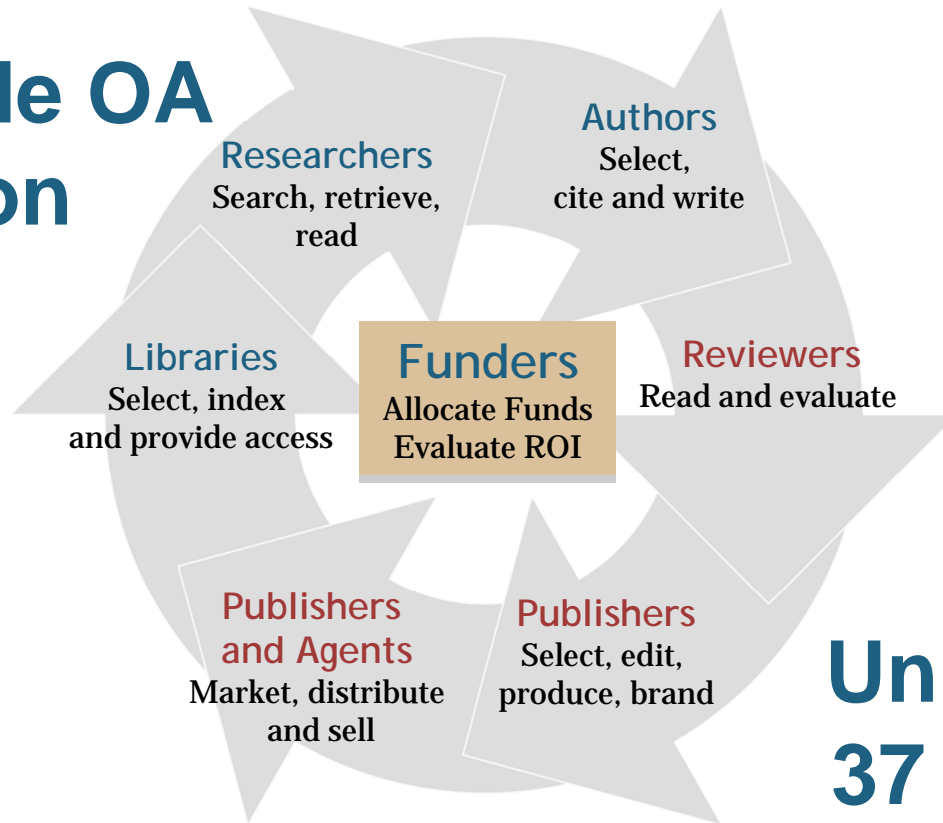 le OA
on
Authors
Select,
cite and write
Researchers
Search, retrieve,
read
Reviewers
Read and evaluate
Funders
Allocate Funds
Evaluate ROI
Libraries
Select, index
and provide access
Publishers
Select, edit,
produce, brand
Publishers
and Agents
Market, distribute
and sell
Un
37